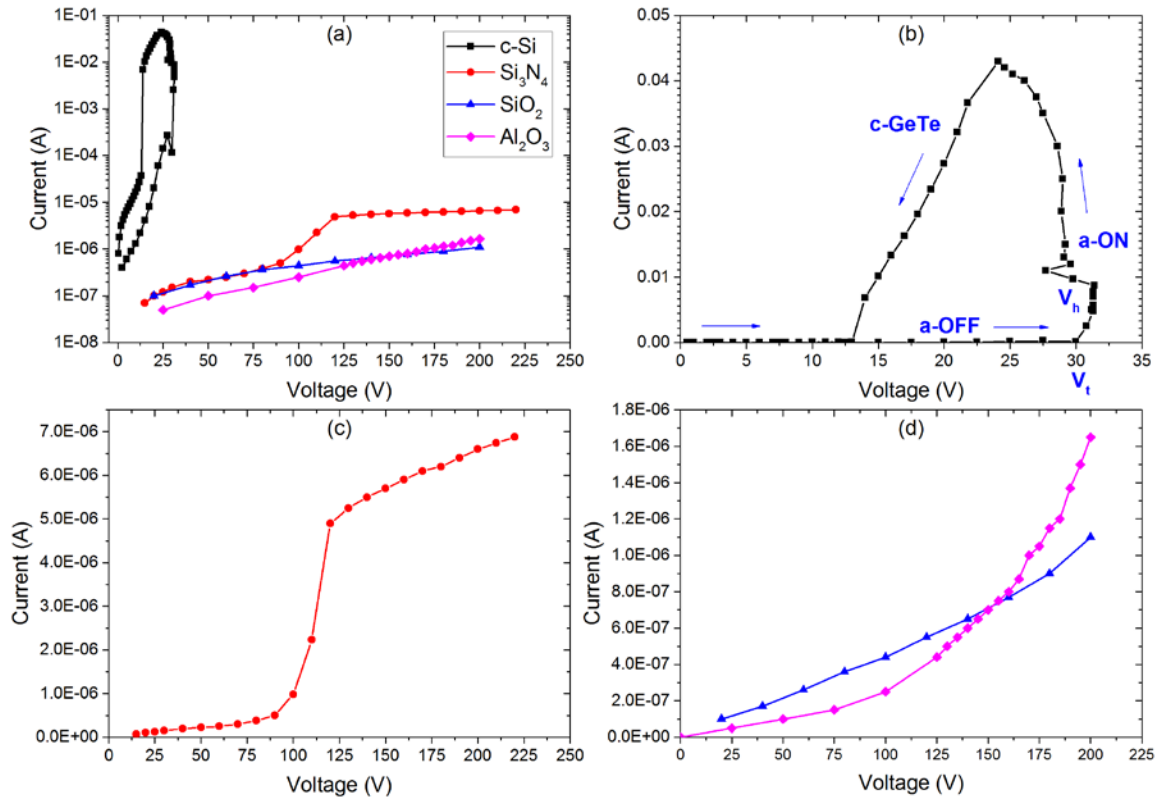 (a)
c-Si
Si₃N₄
SiO₂
Al₂O₃
1E-01
1E-02
1E-03
1E-04
1E-05
1E-06
1E-07
1E-08
Current (A)
0 25 50 75 100 125 150 175 200 225 250
Voltage (V)
(b)
0.05
0.04
0.03
0.02
0.01
0.00
Current (A)
c-GeTe
a-ON
Vₕ
a-OFF
0 5 10 15 20 25 30 35
Voltage (V)
Vₜ
(c)
7.0E-06
6.0E-06
5.0E-06
4.0E-06
3.0E-06
2.0E-06
1.0E-06
0.0E+00
Current (A)
0 25 50 75 100 125 150 175 200 225 250
Voltage (V)
(d)
1.8E-06
1.6E-06
1.4E-06
1.2E-06
1.0E-06
8.0E-07
6.0E-07
4.0E-07
2.0E-07
0.0E+00
Current (A)
0 25 50 75 100 125 150 175 200 225
Voltage (V)